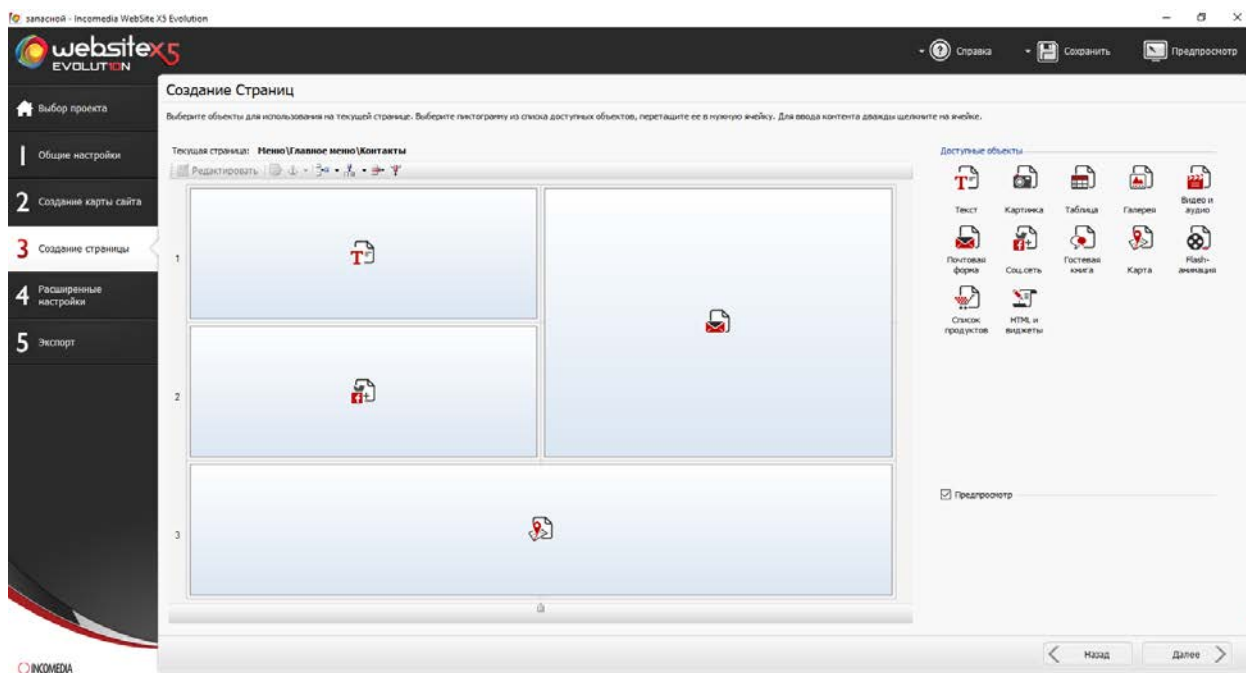 запасной - Incomedia WebSite X5 Evolution
websitex5
EVOLUTION
Справка
Сохранить
Предпросмотр
Выбор проекта
1 Общие настройки
2 Создание карты сайта
3 Создание страницы
4 Расширенные
настройки
5 Экспорт
INCOMEDIA
Создание Страниц
Выберите объекты для использования на текущей странице. Выберите пиктограмму из списка доступных объектов, перетащите ее в нужную ячейку. Для ввода контента дважды щелкните на ячейке.
Текущая страница: Меню\Главное меню\Контакты
Редактировать
1
2
3
Доступные объекты
Текст
Картинка
Таблица
Галерея
Видео и
аудио
Почтовая
форма
Соц.сеть
Гостевая
книга
Карта
Flash-
анимация
Список
продуктов
HTML и
виджеты
Предпросмотр
Назад
Далее